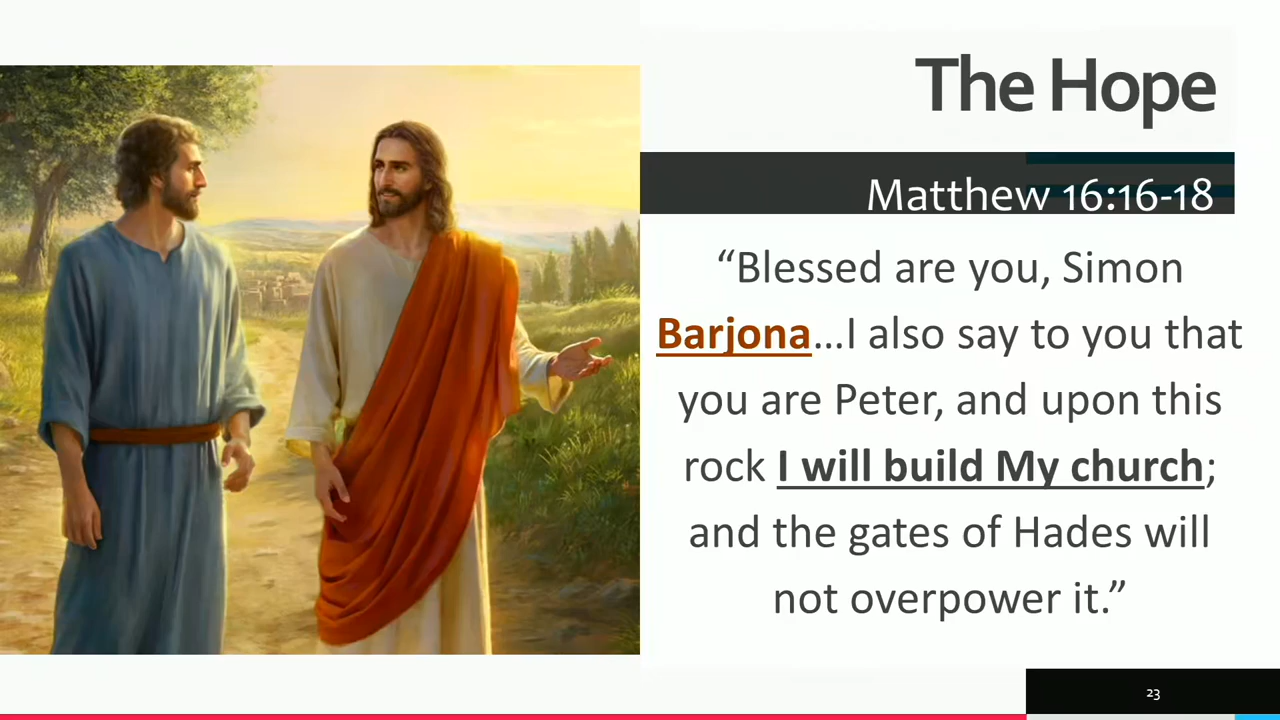 The Hope
Matthew 16:16-18
“Blessed are you, Simon
Barjona…I also say to you that
you are Peter, and upon this
rock I will build My church;
and the gates of Hades will
not overpower it.”
23